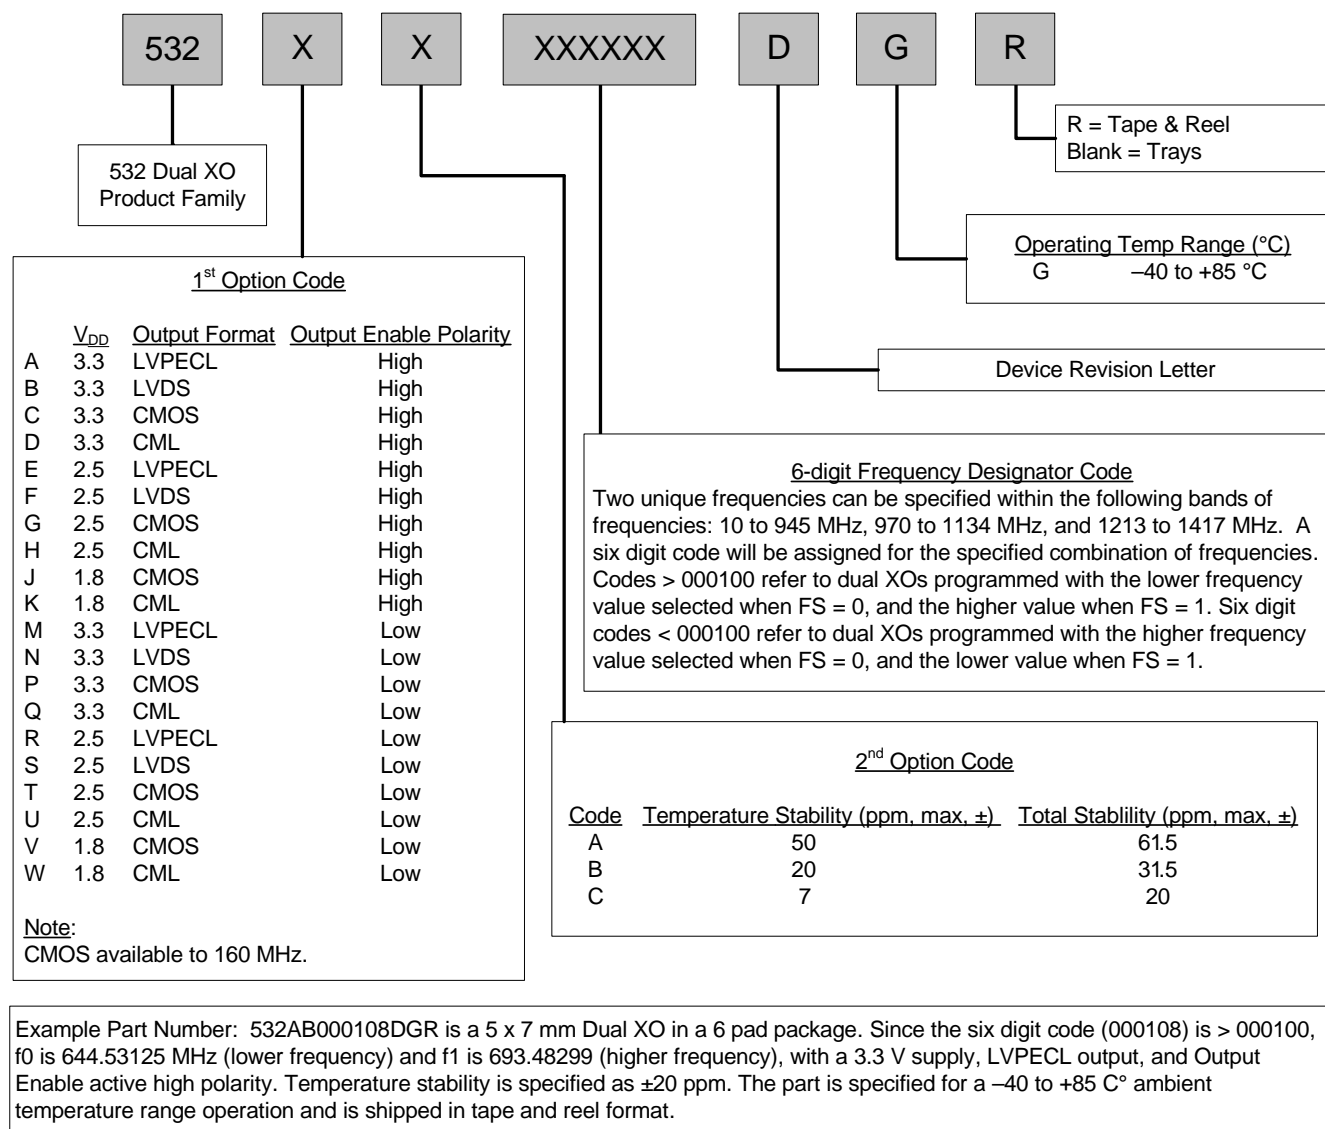 532 X X XXXXXX D G R
R = Tape & Reel
Blank = Trays
532 Dual XO
Product Family
Operating Temp Range (°C)
G –40 to +85 °C
Device Revision Letter
1st Option Code
VDD Output Format Output Enable Polarity
A 3.3 LVPECL High
B 3.3 LVDS High
C 3.3 CMOS High
D 3.3 CML High
E 2.5 LVPECL High
F 2.5 LVDS High
G 2.5 CMOS High
H 2.5 CML High
J 1.8 CMOS High
K 1.8 CML High
M 3.3 LVPECL Low
N 3.3 LVDS Low
P 3.3 CMOS Low
Q 3.3 CML Low
R 2.5 LVPECL Low
S 2.5 LVDS Low
T 2.5 CMOS Low
U 2.5 CML Low
V 1.8 CMOS Low
W 1.8 CML Low
Note:
CMOS available to 160 MHz.
6-digit Frequency Designator Code
Two unique frequencies can be specified within the following bands of
frequencies: 10 to 945 MHz, 970 to 1134 MHz, and 1213 to 1417 MHz. A
six digit code will be assigned for the specified combination of frequencies.
Codes > 000100 refer to dual XOs programmed with the lower frequency
value selected when FS = 0, and the higher value when FS = 1. Six digit
codes < 000100 refer to dual XOs programmed with the higher frequency
value selected when FS = 0, and the lower value when FS = 1.
2nd Option Code
Code Temperature Stability (ppm, max, ±) Total Stablility (ppm, max, ±)
A 50 61.5
B 20 31.5
C 7 20
Example Part Number: 532AB000108DGR is a 5 x 7 mm Dual XO in a 6 pad package. Since the six digit code (000108) is > 000100,
f0 is 644.53125 MHz (lower frequency) and f1 is 693.48299 (higher frequency), with a 3.3 V supply, LVPECL output, and Output
Enable active high polarity. Temperature stability is specified as ±20 ppm. The part is specified for a –40 to +85 C° ambient
temperature range operation and is shipped in tape and reel format.